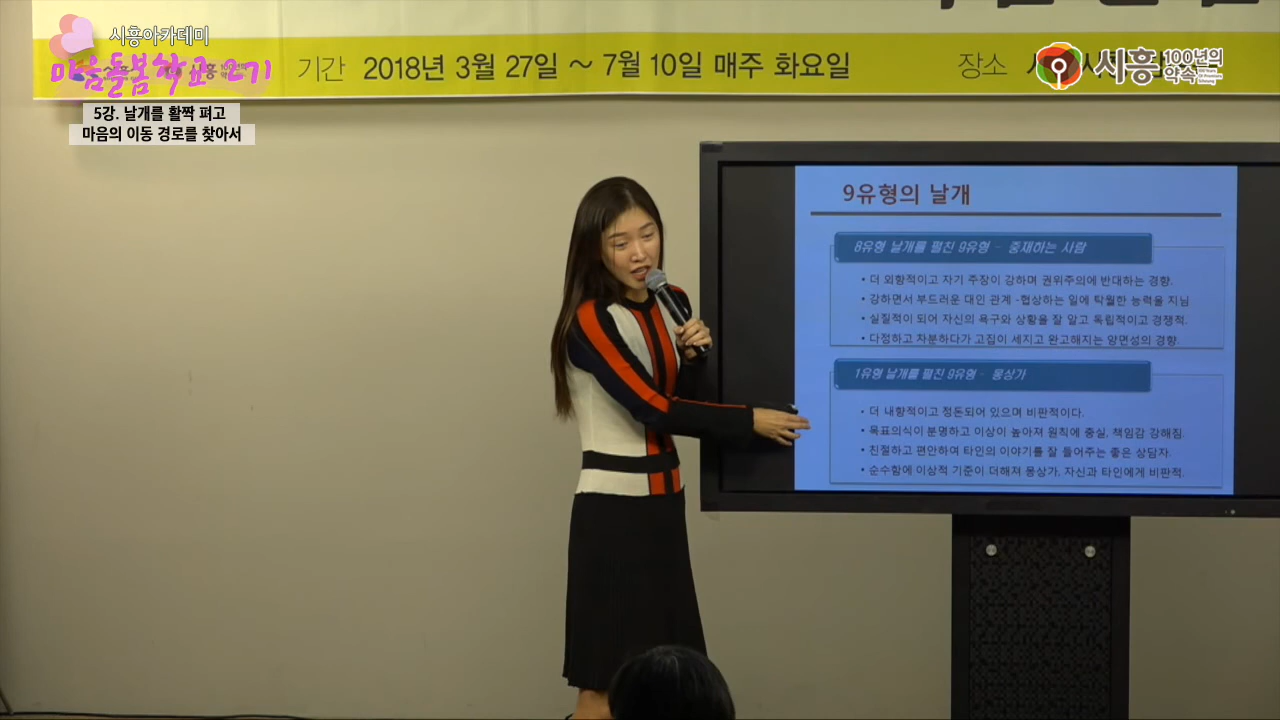 시흥아카데미
마음돌봄학교 2기
기간 2018년 3월 27일 ~ 7월 10일 매주 화요일
장소
시흥 100년의 약속
5강. 날개를 활짝 펴고
마음의 이동 경로를 찾아서
9유형의 날개
8유형 날개를 펼친 9유형 - 중재하는 사람
• 더 외향적이고 자기 주장이 강하며 권위주의에 반대하는 경향.
• 강하면서 부드러운 대인 관계 -협상하는 일에 탁월한 능력을 지님
• 실질적이 되어 자신의 욕구와 상황을 잘 알고 독립적이고 경쟁적.
• 다정하고 차분하다가 고집이 세지고 완고해지는 양면성의 경향.
1유형 날개를 펼친 9유형 - 몽상가
• 더 내향적이고 정돈되어 있으며 비판적이다.
• 목표의식이 분명하고 이상이 높아져 원칙에 충실, 책임감 강해짐.
• 친절하고 편안하여 타인의 이야기를 잘 들어주는 좋은 상담자.
• 순수함에 이상적 기준이 더해져 몽상가, 자신과 타인에게 비판적.